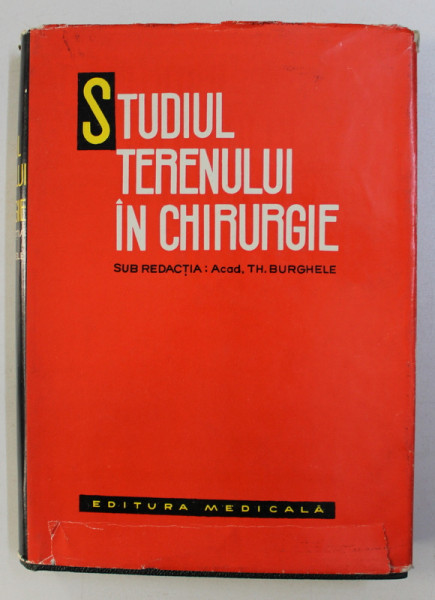 STUDIUL
TERENULUI
ÎN CHIRURGIE
SUB REDACȚIA: Acad. TH. BURGHELE
EDITURA MEDICALĂ